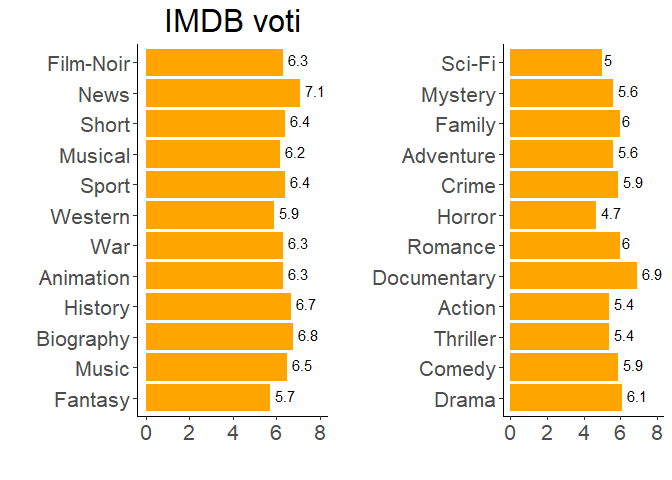 IMDB voti
Film-Noir 6.3
News 7.1
Short 6.4
Musical 6.2
Sport 6.4
Western 5.9
War 6.3
Animation 6.3
History 6.7
Biography 6.8
Music 6.5
Fantasy 5.7
0 2 4 6 8
Sci-Fi 5
Mystery 5.6
Family 6
Adventure 5.6
Crime 5.9
Horror 4.7
Romance 6
Documentary 6.9
Action 5.4
Thriller 5.4
Comedy 5.9
Drama 6.1
0 2 4 6 8